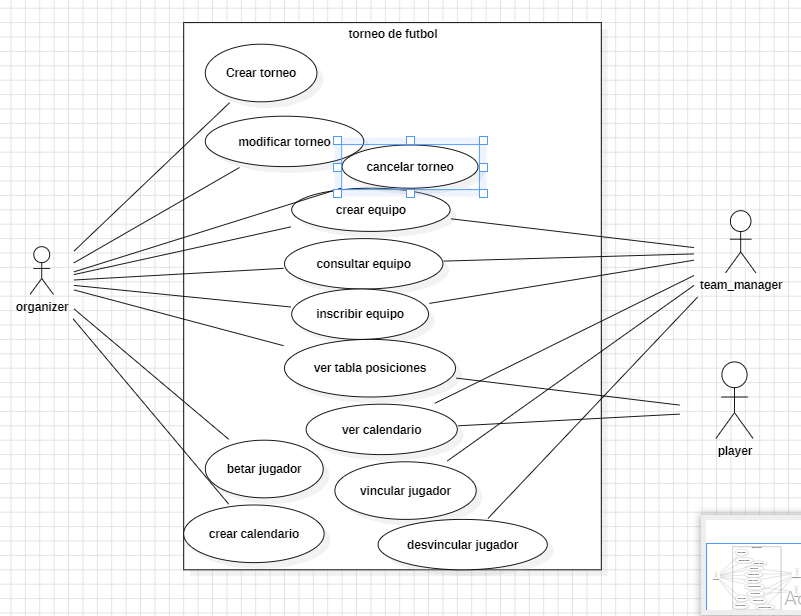 torneo de futbol
Crear torneo
modificar torneo
cancelar torneo
crear equipo
consultar equipo
inscribir equipo
ver tabla posiciones
ver calendario
betar jugador
vincular jugador
crear calendario
desvincular jugador
organizer
team_manager
player